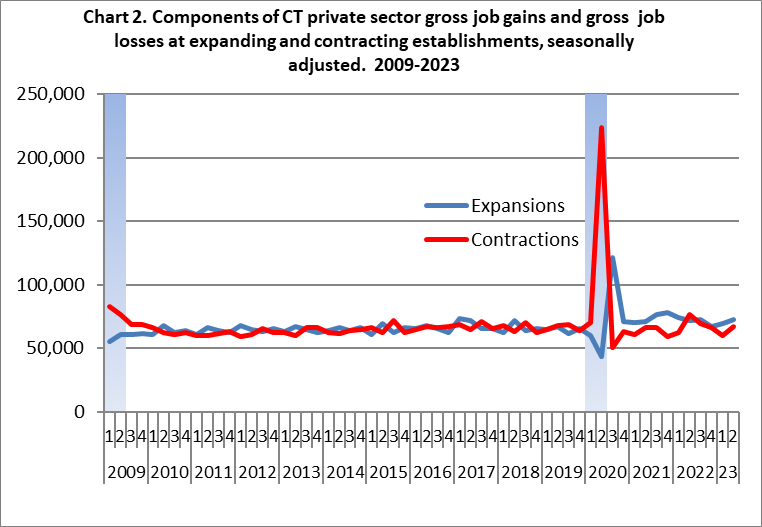 Chart 2. Components of CT private sector gross job gains and gross job
losses at expanding and contracting establishments, seasonally
adjusted. 2009-2023
250,000
200,000
150,000
100,000
50,000
0
Expansions
Contractions
1 2 3 4 1 2 3 4 1 2 3 4 1 2 3 4 1 2 3 4 1 2 3 4 1 2 3 4 1 2 3 4 1 2 3 4 1 2 3 4 1 2 3 4 1 2 3 4 1 2 3 4 1 2 3 4 1 2
2009 2010 2011 2012 2013 2014 2015 2016 2017 2018 2019 2020 2021 2022 23